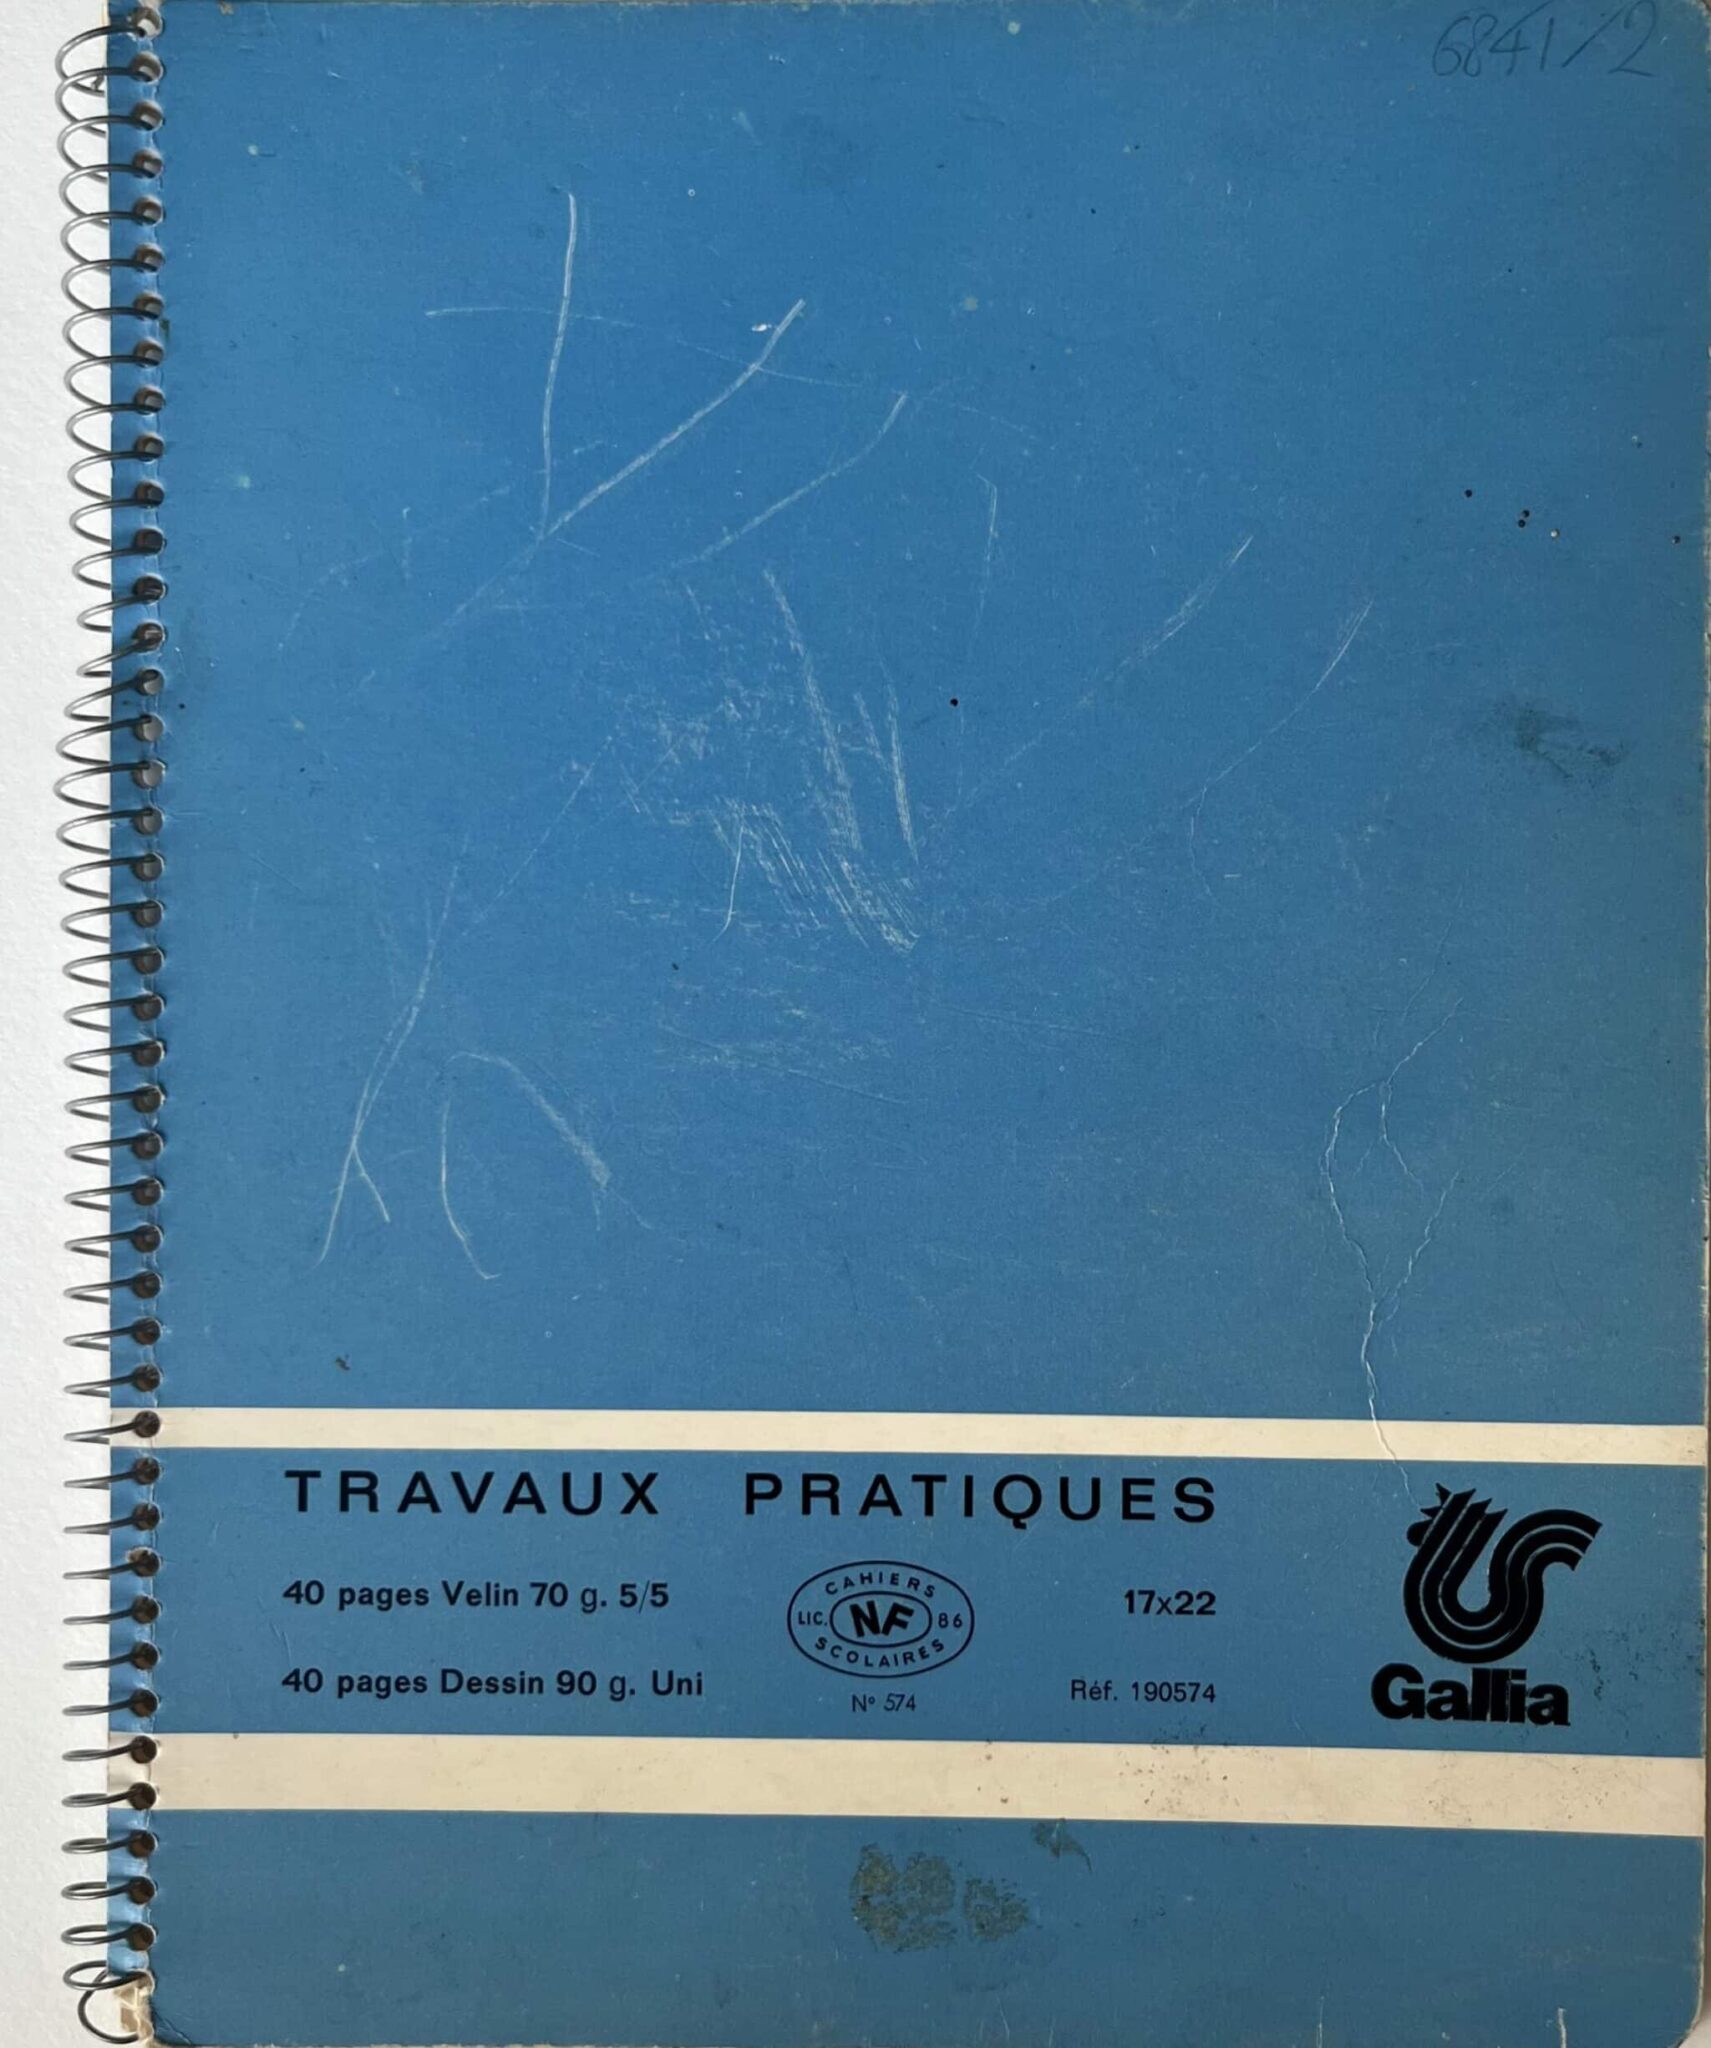 6841/2
TRAVAUX PRATIQUES
40 pages Velin 70 g. 5/5
CAHIERS
LIC. NF 86
SCOLAIRES
Nº 574
17x22
40 pages Dessin 90 g. Uni
Réf. 190574
Gallia